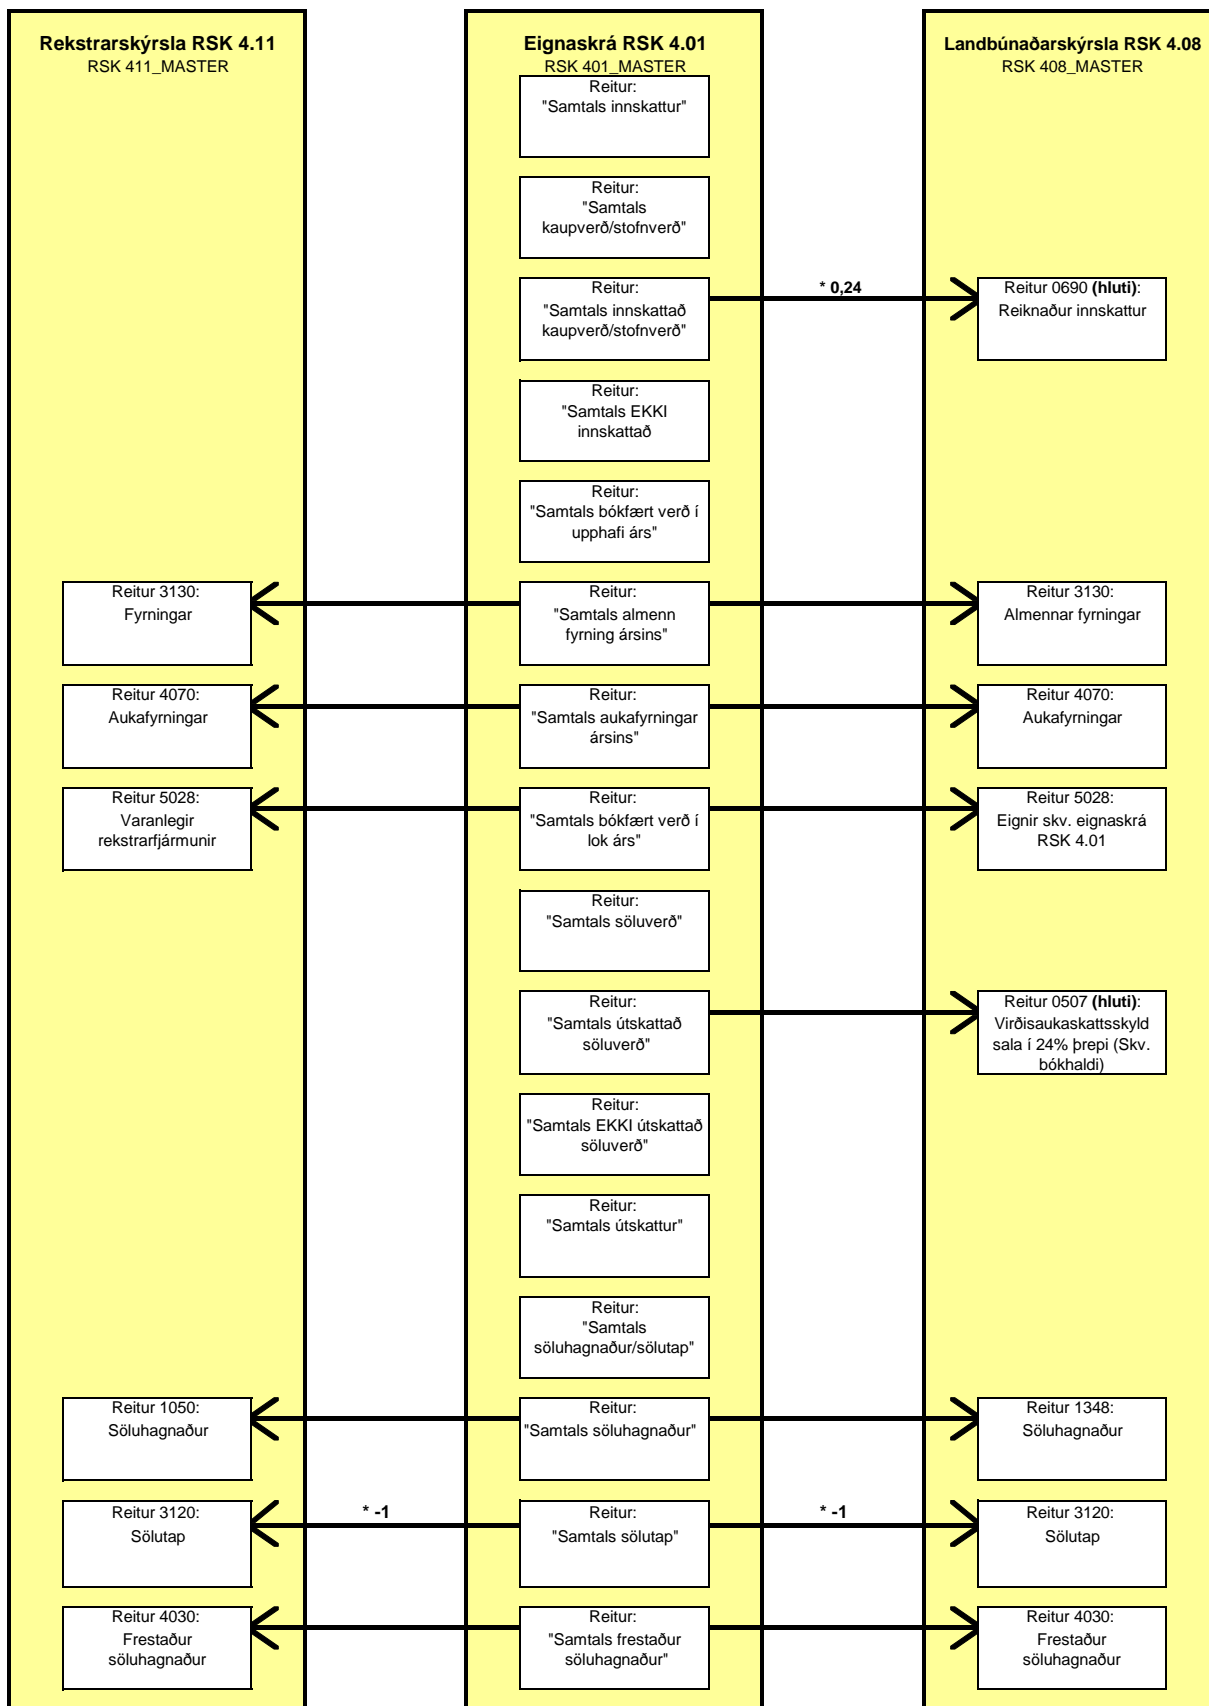 Rekstrarskýrsla RSK 4.11
RSK 411_MASTER
Eignaskrá RSK 4.01
RSK 401_MASTER
Landbúnaðarskýrsla RSK 4.08
RSK 408_MASTER
Reitur:
"Samtals innskattur"
Reitur:
"Samtals
kaupverð/stofnverð"
Reitur:
"Samtals innskattað
kaupverð/stofnverð"
* 0,24
Reitur 0690 (hluti):
Reiknaður innskattur
Reitur:
"Samtals EKKI
innskattað
Reitur:
"Samtals bókfært verð í
upphafi árs"
Reitur 3130:
Fyrningar
Reitur:
"Samtals almenn
fyrning ársins"
Reitur 3130:
Almennar fyrningar
Reitur 4070:
Aukafyrningar
Reitur:
"Samtals aukafyrningar
ársins"
Reitur 4070:
Aukafyrningar
Reitur 5028:
Varanlegir
rekstrarfjármunir
Reitur:
"Samtals bókfært verð í
lok árs"
Reitur 5028:
Eignir skv. eignaskrá
RSK 4.01
Reitur:
"Samtals söluverð"
Reitur:
"Samtals útskattað
söluverð"
Reitur 0507 (hluti):
Virðisaukaskattsskyld
sala í 24% þrepi (Skv.
bókhaldi)
Reitur:
"Samtals EKKI útskattað
söluverð"
Reitur:
"Samtals útskattur"
Reitur:
"Samtals
söluhagnaður/sölutap"
Reitur 1050:
Söluhagnaður
Reitur:
"Samtals söluhagnaður"
Reitur 1348:
Söluhagnaður
Reitur 3120:
Sölutap
* -1
Reitur:
"Samtals sölutap"
* -1
Reitur 3120:
Sölutap
Reitur 4030:
Frestaður
söluhagnaður
Reitur:
"Samtals frestaður
söluhagnaður"
Reitur 4030:
Frestaður
söluhagnaður